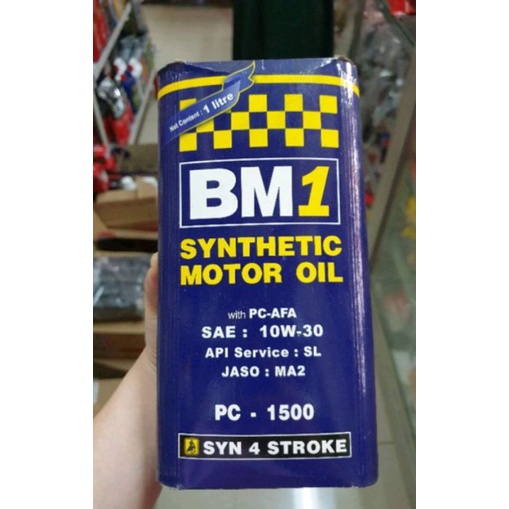 Net Content : 1 litre
BM1
SYNTHETIC
MOTOR OIL
with PC-AFA
SAE : 10W-30
API Service : SL
JASO : MA2
PC - 1500
SYN 4 STROKE